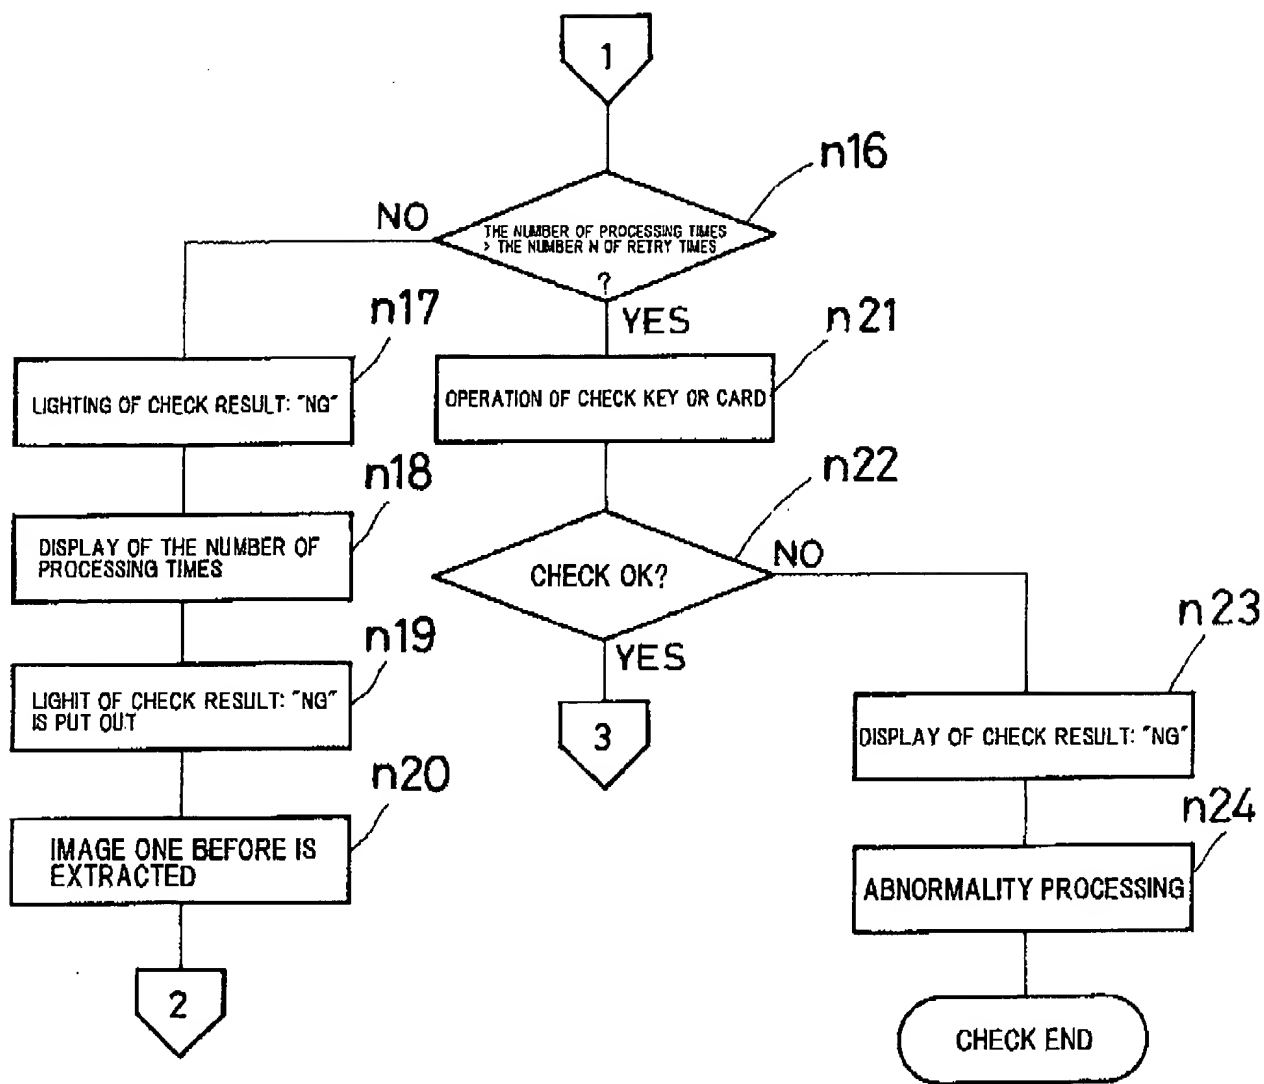 1
n16
NO
THE NUMBER OF PROCESSING TIMES
> THE NUMBER N OF RETRY TIMES
?
YES
n17
LIGHTING OF CHECK RESULT: "NG"
n21
OPERATION OF CHECK KEY OR CARD
n18
DISPLAY OF THE NUMBER OF
PROCESSING TIMES
n22
CHECK OK?
NO
YES
n19
LIGHIT OF CHECK RESULT: "NG"
IS PUT OUT
3
n23
DISPLAY OF CHECK RESULT: "NG"
n20
IMAGE ONE BEFORE IS
EXTRACTED
n24
ABNORMALITY PROCESSING
2
CHECK END